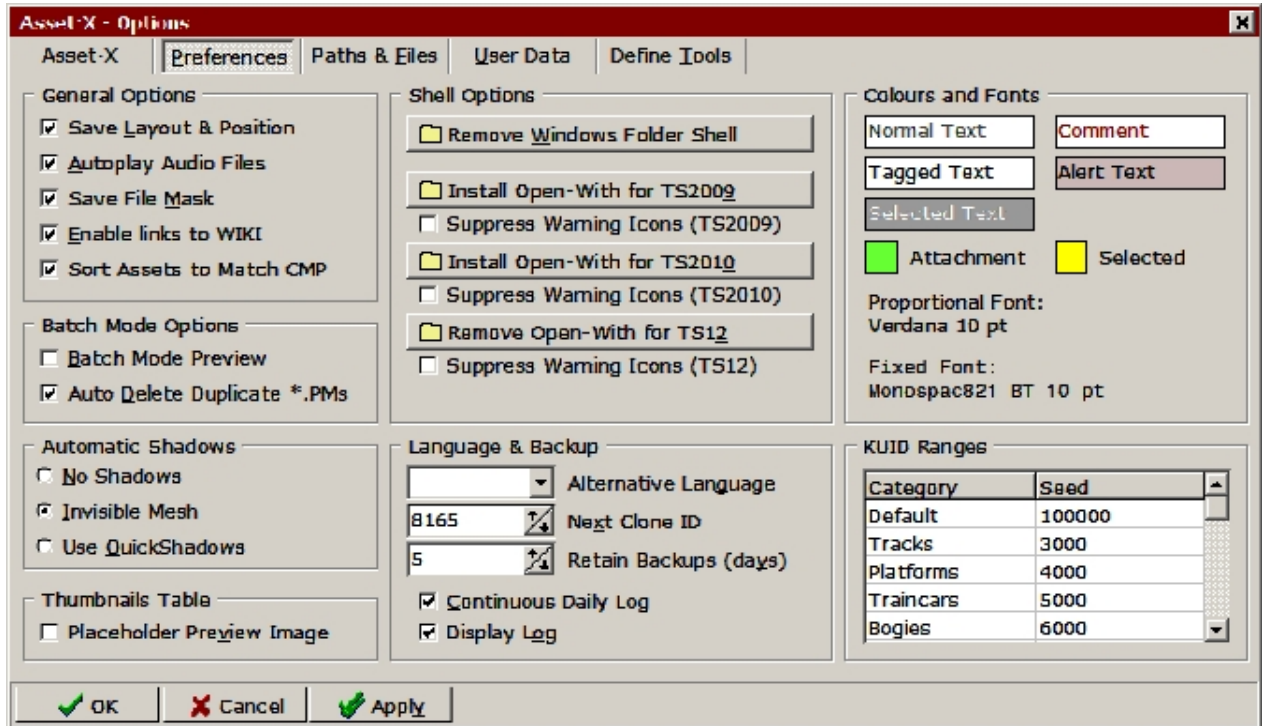 Asset-X - Options
Asset-X Preferences Paths & Files User Data Define Tools
General Options
Save Layout & Position
Autoplay Audio Files
Save File Mask
Enable links to WIKI
Sort Assets to Match CMP
Batch Mode Options
Batch Mode Preview
Auto Delete Duplicate *.PMs
Automatic Shadows
No Shadows
Invisible Mesh
Use QuickShadows
Thumbnails Table
Placeholder Preview Image
Shell Options
Remove Windows Folder Shell
Install Open-With for TS2009
Suppress Warning Icons (TS2009)
Install Open-With for TS2010
Suppress Warning Icons (TS2010)
Remove Open-With for TS12
Suppress Warning Icons (TS12)
Language & Backup
Alternative Language
8165 Next Clone ID
5 Retain Backups (days)
Continuous Daily Log
Display Log
Colours and Fonts
Normal Text Comment
Tagged Text Alert Text
Selected Text
Attachment Selected
Proportional Font:
Verdana 10 pt
Fixed Font:
Monospac821 BT 10 pt
KUID Ranges
Category Seed
Default 100000
Tracks 3000
Platforms 4000
Traincars 5000
Bogies 6000
OK Cancel Apply